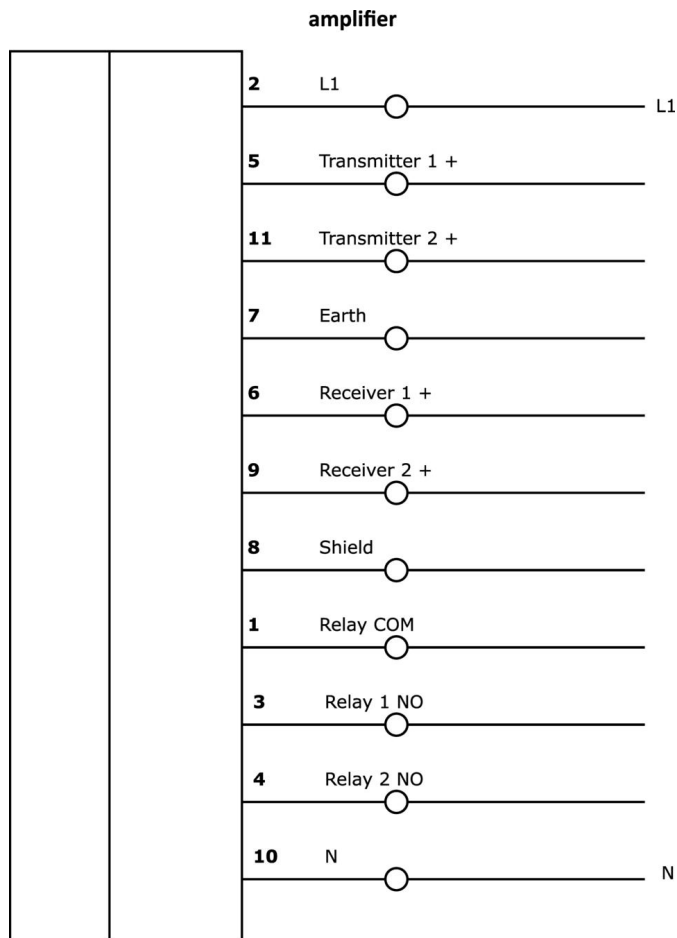 amplifier
2 L1
L1
5 Transmitter 1 +
11 Transmitter 2 +
7 Earth
6 Receiver 1 +
9 Receiver 2 +
8 Shield
1 Relay COM
3 Relay 1 NO
4 Relay 2 NO
10 N
N